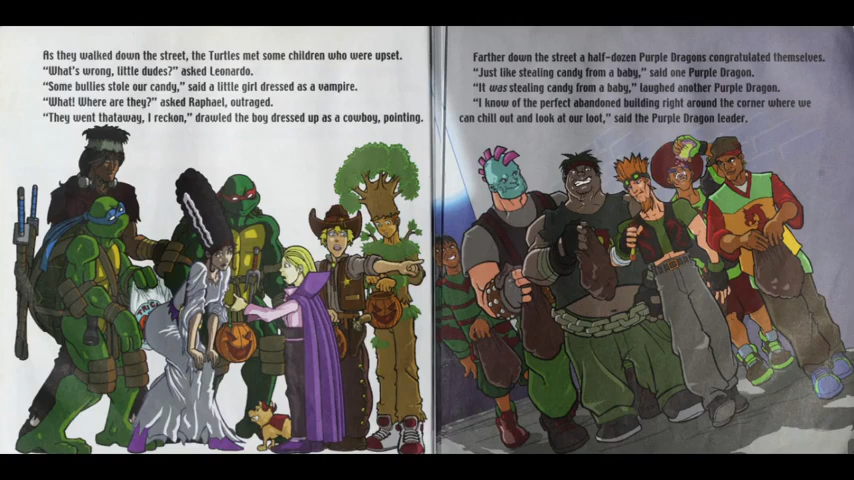 As they walked down the street, the Turtles met some children who were upset.
"What's wrong, little dudes?" asked Leonardo.
"Some bullies stole our candy," said a little girl dressed as a vampire.
"What! Where are they?" asked Raphael, outraged.
"They went thataway, I reckon," drawled the boy dressed up as a cowboy, pointing.
Farther down the street a half-dozen Purple Dragons congratulated themselves.
"Just like stealing candy from a baby," said one Purple Dragon.
"It was stealing candy from a baby," laughed another Purple Dragon.
"I know of the perfect abandoned building right around the corner where we
can chill out and look at our loot," said the Purple Dragon leader.